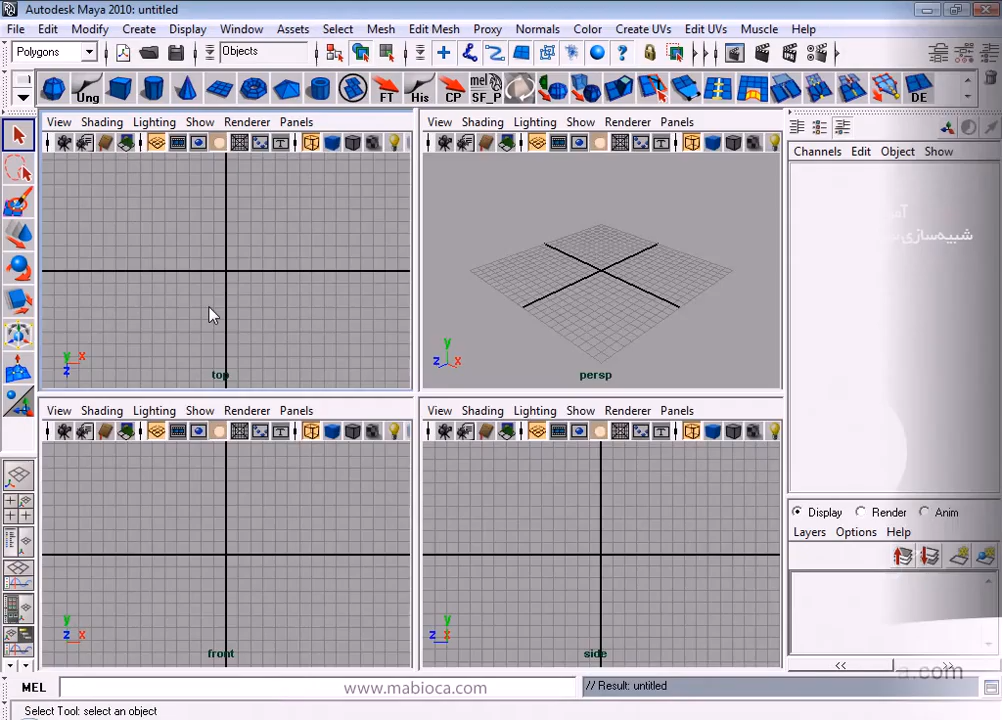 Autodesk Maya 2010: untitled
File Edit Modify Create Display Window Assets Select Mesh Edit Mesh Proxy Normals Color Create UVs Edit UVs Muscle Help
Polygons Objects
Ung FT His CP mel SF_P DE
View Shading Lighting Show Renderer Panels
View Shading Lighting Show Renderer Panels
Channels Edit Object Show
شبیه‌سازی
y x
z
top
y
z x
persp
View Shading Lighting Show Renderer Panels
View Shading Lighting Show Renderer Panels
Display Render Anim
Layers Options Help
y
z x
front
y
z x
side
a.com
MEL www.mabioca.com // Result: untitled
Select Tool: select an object